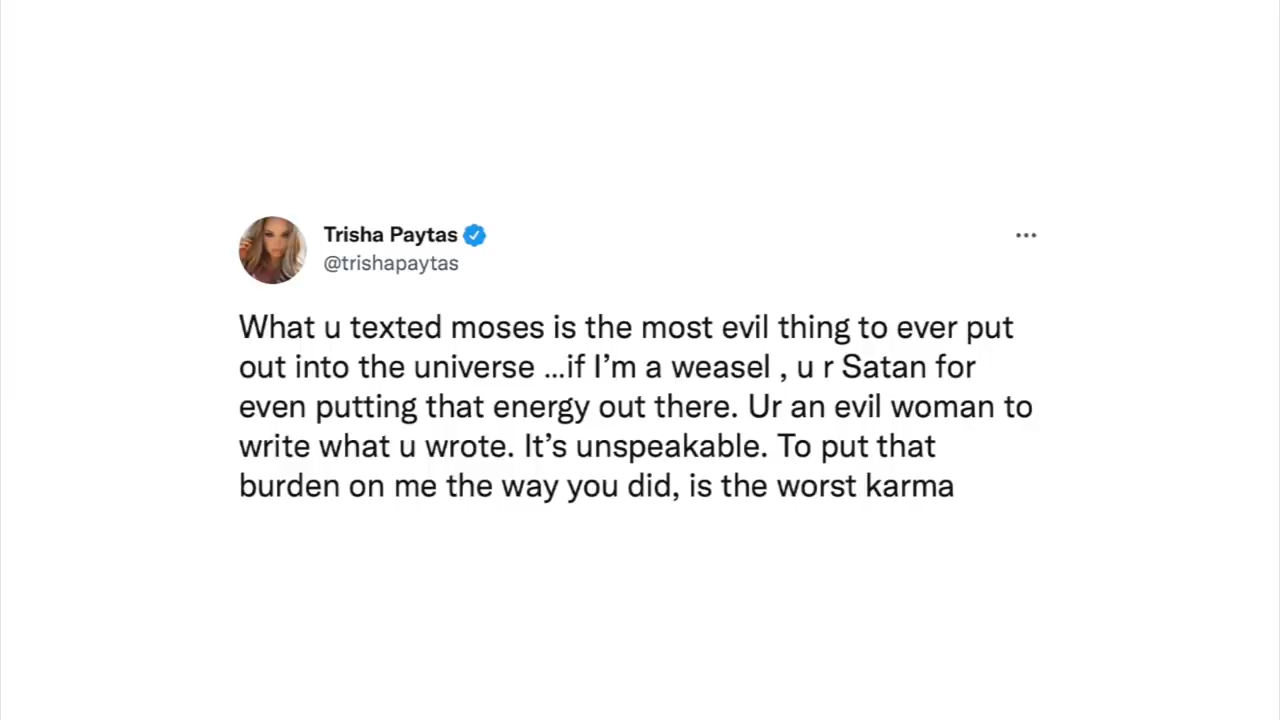 Trisha Paytas
@trishapaytas
What u texted moses is the most evil thing to ever put
out into the universe ...if I’m a weasel , u r Satan for
even putting that energy out there. Ur an evil woman to
write what u wrote. It’s unspeakable. To put that
burden on me the way you did, is the worst karma